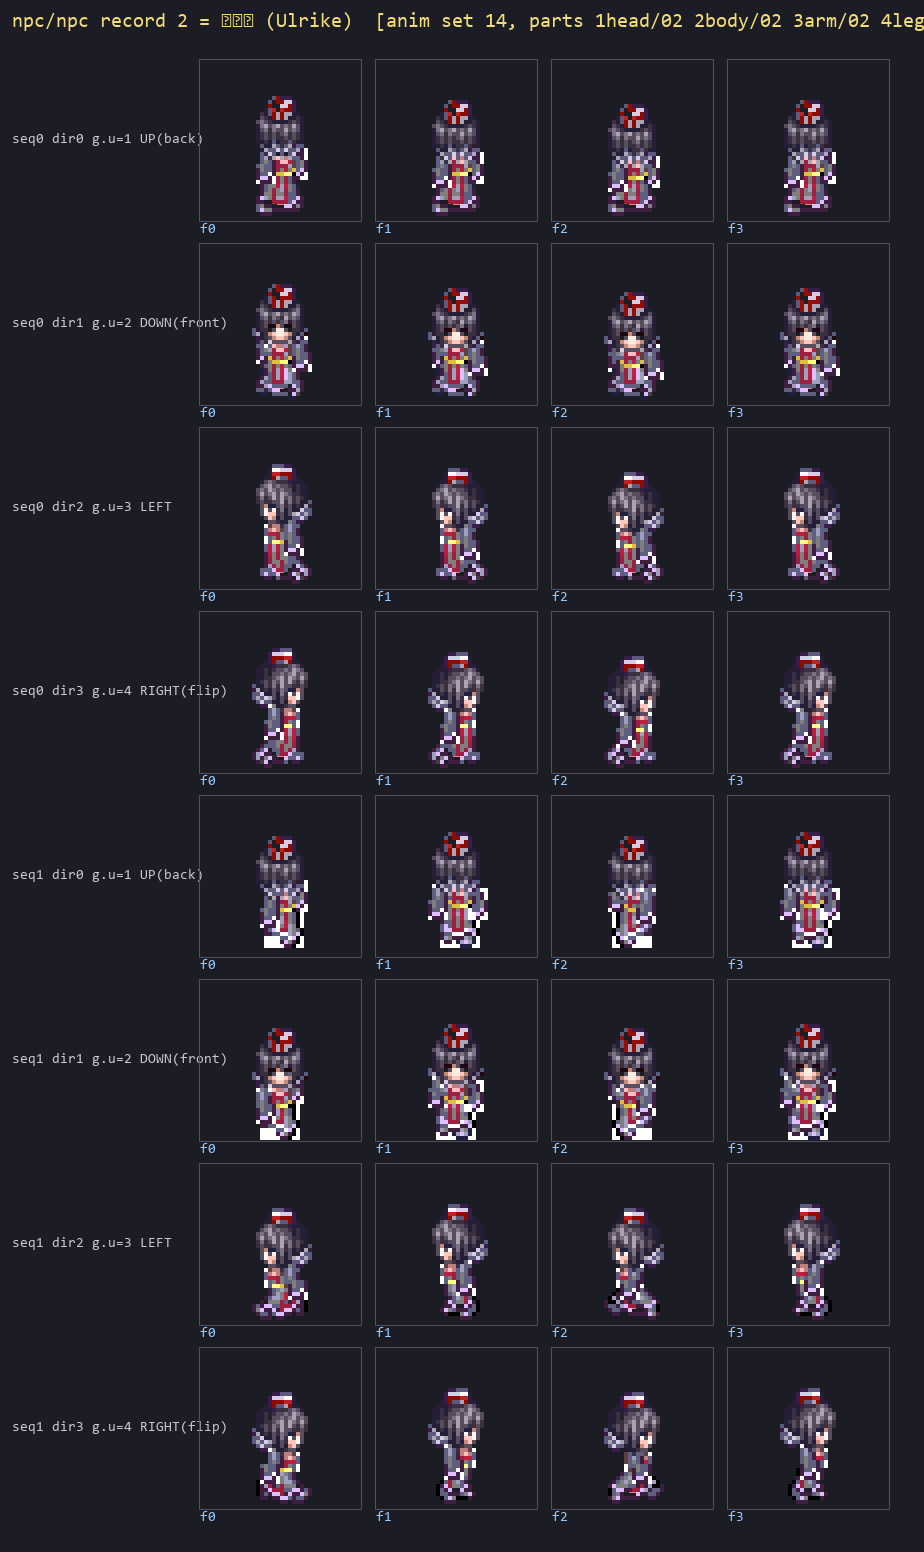 npc/npc record 2 = (Ulrike) [anim set 14, parts 1head/02 2body/02 3arm/02 4leg
seq0 dir0 g.u=1 UP(back)
f0 f1 f2 f3
seq0 dir1 g.u=2 DOWN(front)
f0 f1 f2 f3
seq0 dir2 g.u=3 LEFT
f0 f1 f2 f3
seq0 dir3 g.u=4 RIGHT(flip)
f0 f1 f2 f3
seq1 dir0 g.u=1 UP(back)
f0 f1 f2 f3
seq1 dir1 g.u=2 DOWN(front)
f0 f1 f2 f3
seq1 dir2 g.u=3 LEFT
f0 f1 f2 f3
seq1 dir3 g.u=4 RIGHT(flip)
f0 f1 f2 f3